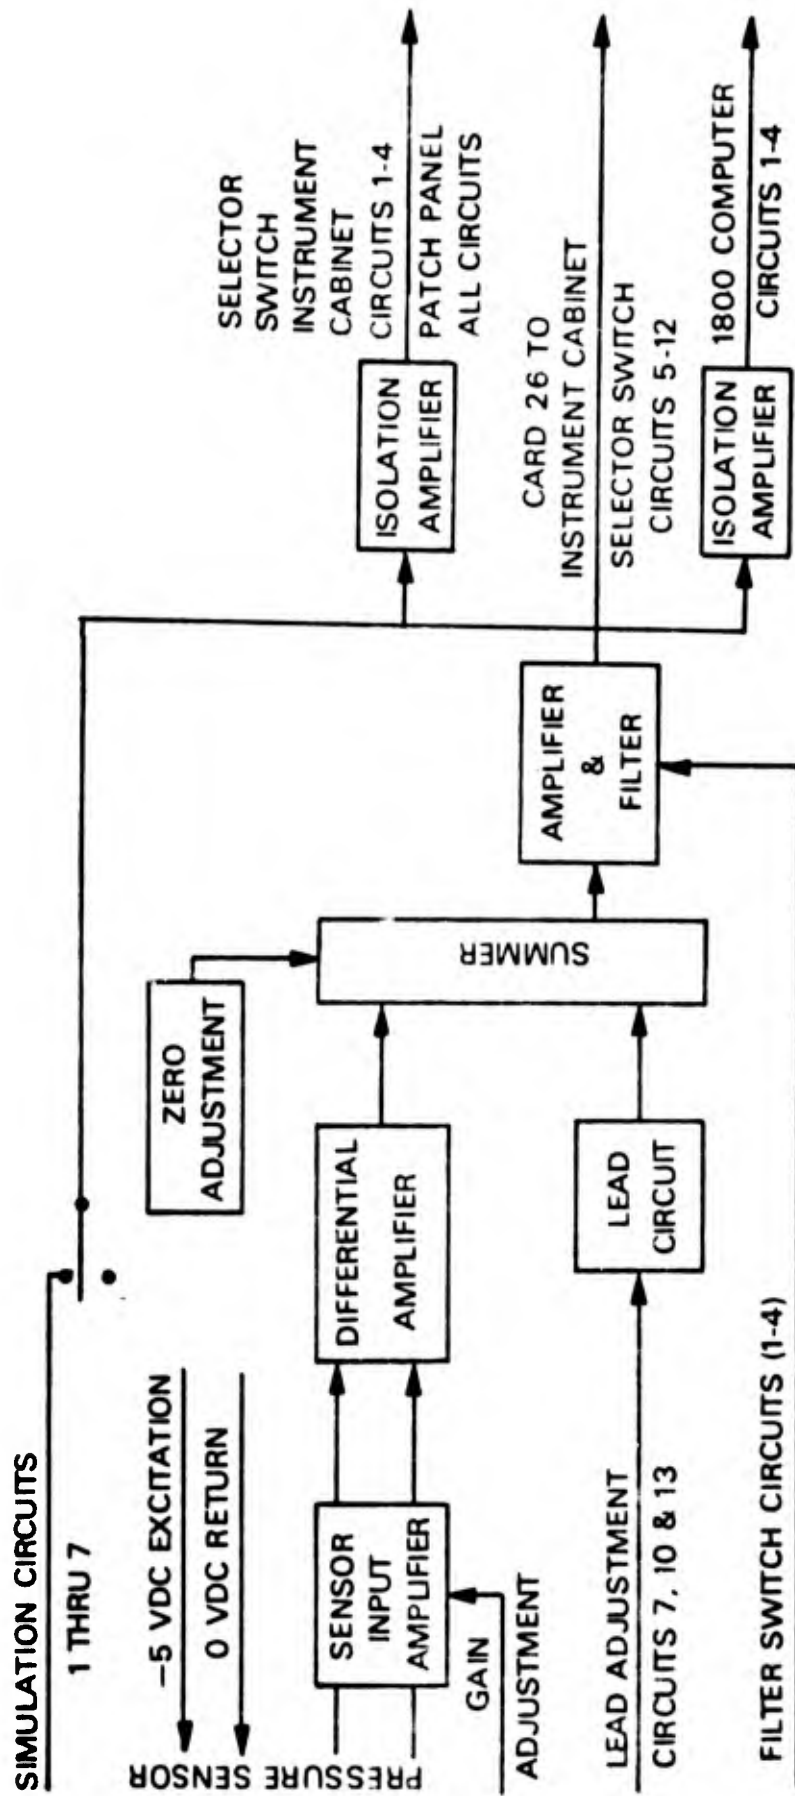 SIMULATION CIRCUITS
1 THRU 7
−5 VDC EXCITATION
0 VDC RETURN
PRESSURE SENSOR
SENSOR
INPUT
AMPLIFIER
GAIN
ADJUSTMENT
DIFFERENTIAL
AMPLIFIER
ZERO
ADJUSTMENT
LEAD ADJUSTMENT
CIRCUITS 7, 10 & 13
LEAD
CIRCUIT
SUMMER
FILTER SWITCH CIRCUITS (1-4)
AMPLIFIER
&
FILTER
ISOLATION
AMPLIFIER
SELECTOR
SWITCH
INSTRUMENT
CABINET
CIRCUITS 1-4
PATCH PANEL
ALL CIRCUITS
CARD 26 TO
INSTRUMENT CABINET
SELECTOR SWITCH
CIRCUITS 5-12
ISOLATION
AMPLIFIER
1800 COMPUTER
CIRCUITS 1-4